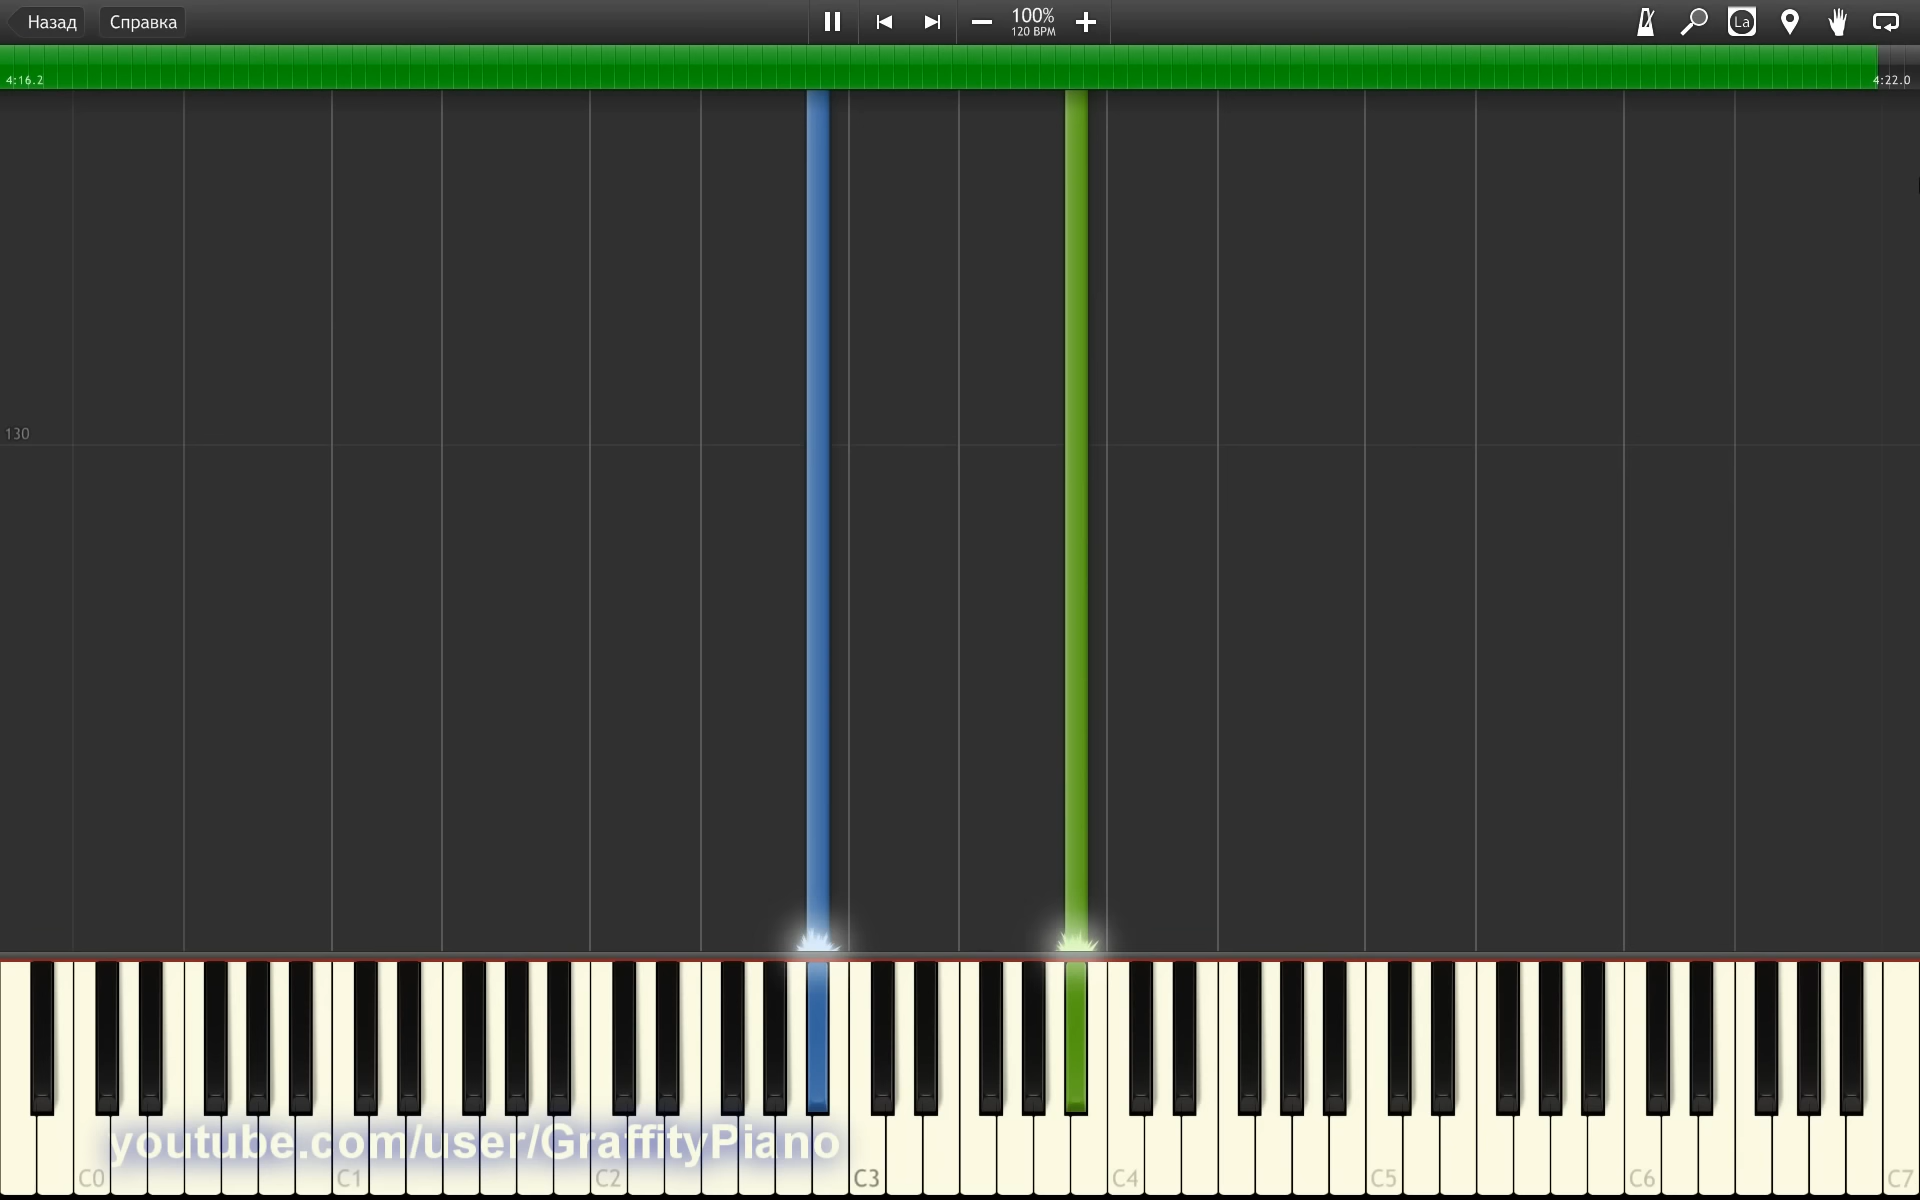 Назад
Справка
100%
120 BPM
La
4:16.2
4:22.0
130
youtube.com/user/GraffityPiano
C0
C1
C2
C3
C4
C5
C6
C7